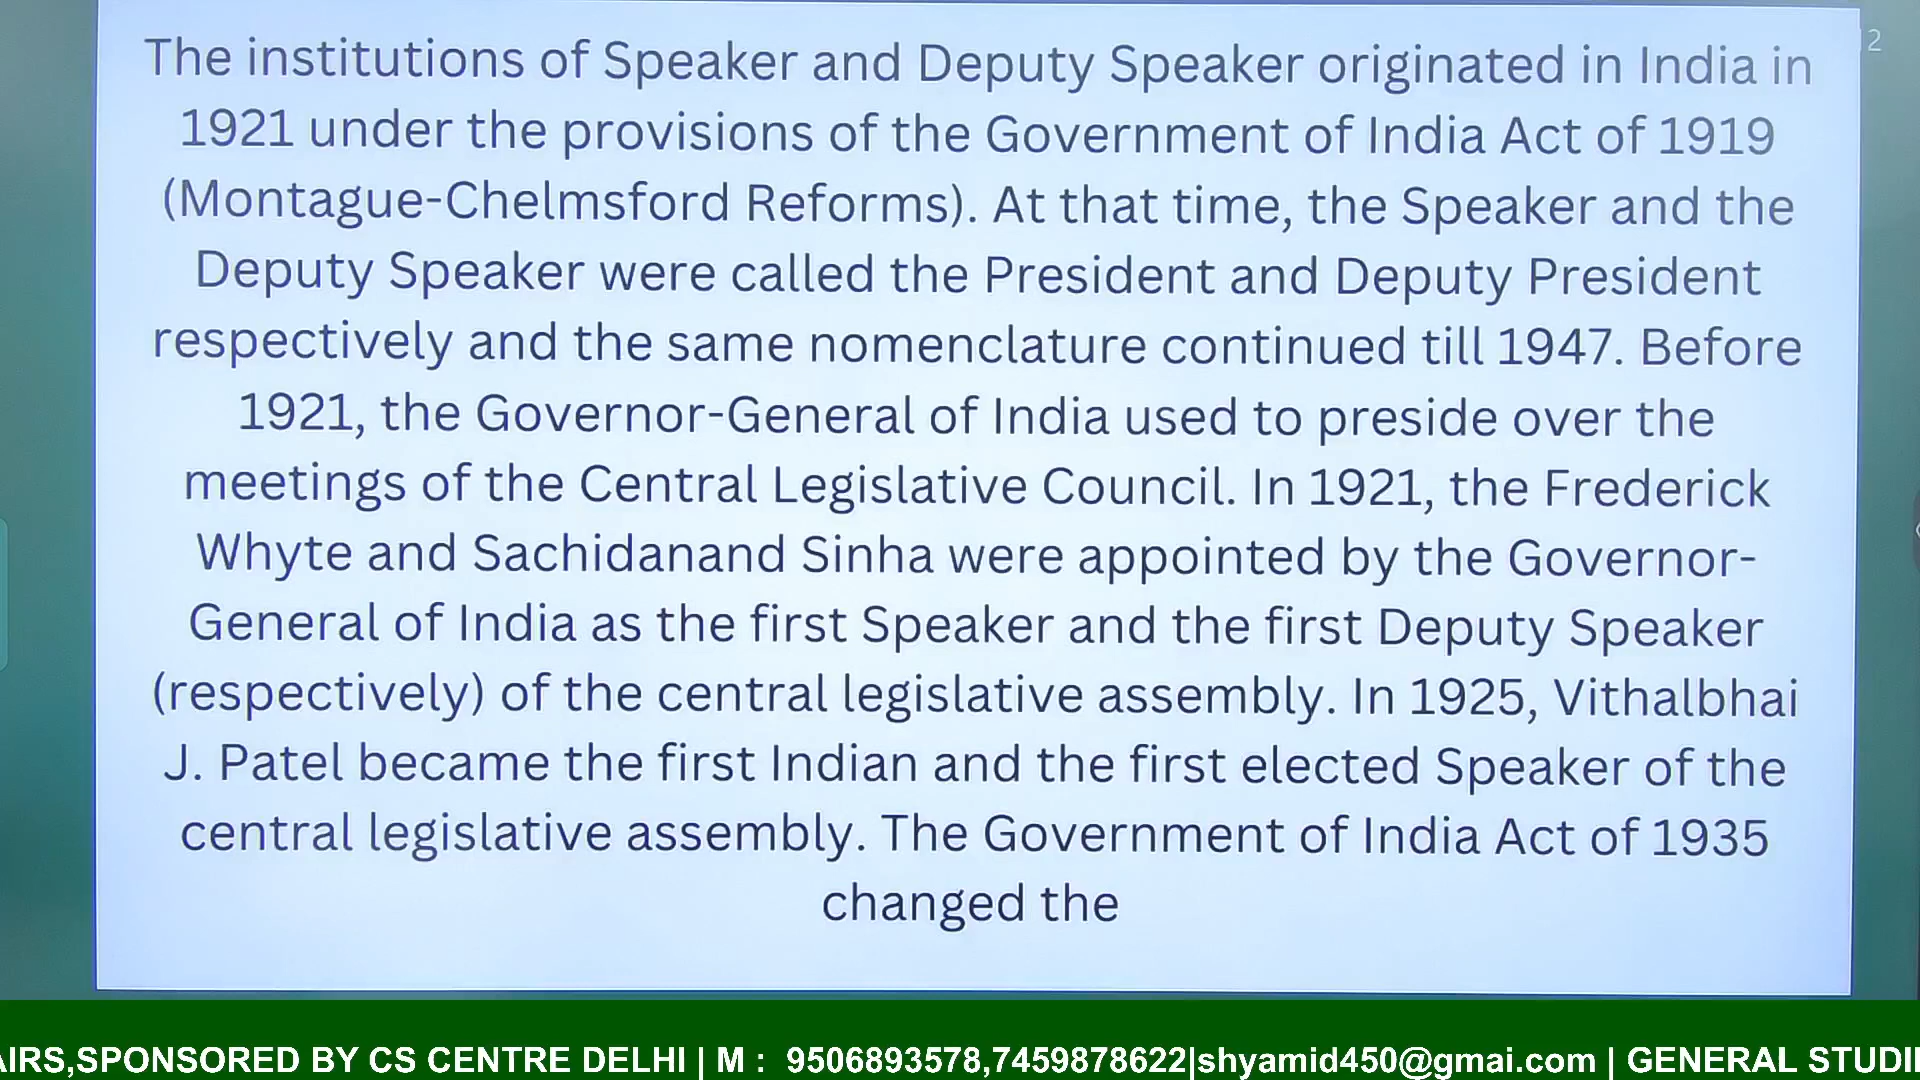 The institutions of Speaker and Deputy Speaker originated in India in
1921 under the provisions of the Government of India Act of 1919
(Montague-Chelmsford Reforms). At that time, the Speaker and the
Deputy Speaker were called the President and Deputy President
respectively and the same nomenclature continued till 1947. Before
1921, the Governor-General of India used to preside over the
meetings of the Central Legislative Council. In 1921, the Frederick
Whyte and Sachidanand Sinha were appointed by the Governor-
General of India as the first Speaker and the first Deputy Speaker
(respectively) of the central legislative assembly. In 1925, Vithalbhai
J. Patel became the first Indian and the first elected Speaker of the
central legislative assembly. The Government of India Act of 1935
changed the
2
AIRS,SPONSORED BY CS CENTRE DELHI | M : 9506893578,7459878622|shyamid450@gmai.com | GENERAL STUDI